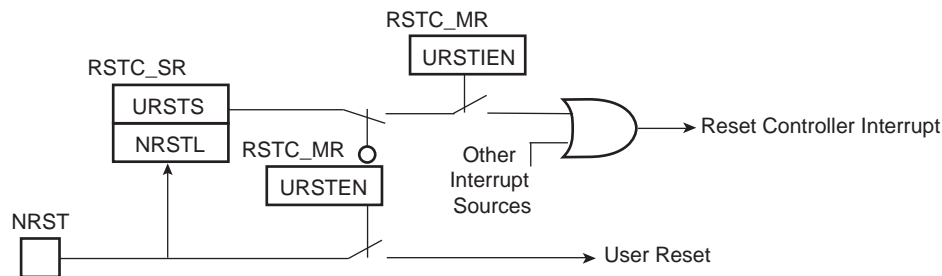 RSTC_MR
URSTIEN
RSTC_SR
URSTS
NRSTL
RSTC_MR
URSTEN
Other
Interrupt
Sources
Reset Controller Interrupt
NRST
User Reset